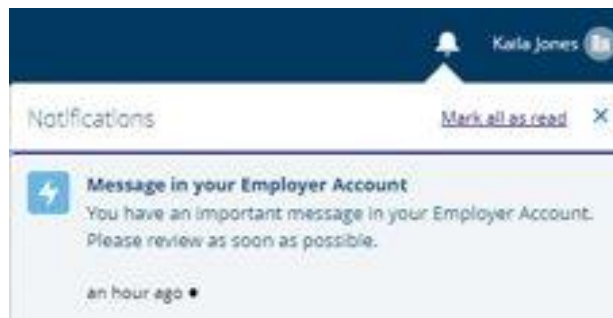 Kaila Jones
Notifications
Mark all as read
Message in your Employer Account
You have an important message in your Employer Account.
Please review as soon as possible.
an hour ago